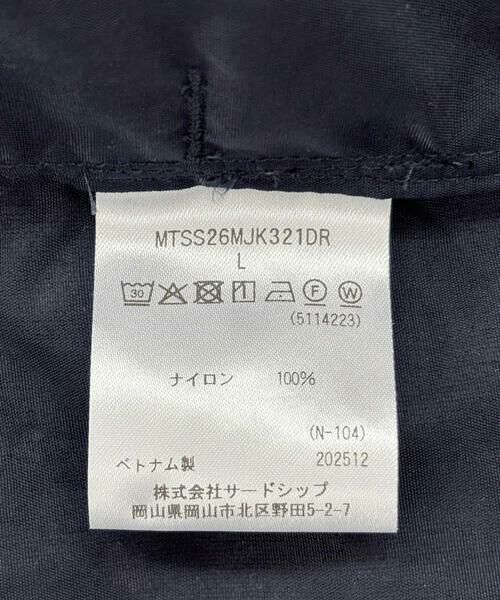 MTSS26MJK321DR
L
30 F W
(5114223)
ナイロン 100%
(N-104)
ベトナム製 202512
株式会社サードシップ
岡山県岡山市北区野田5-2-7